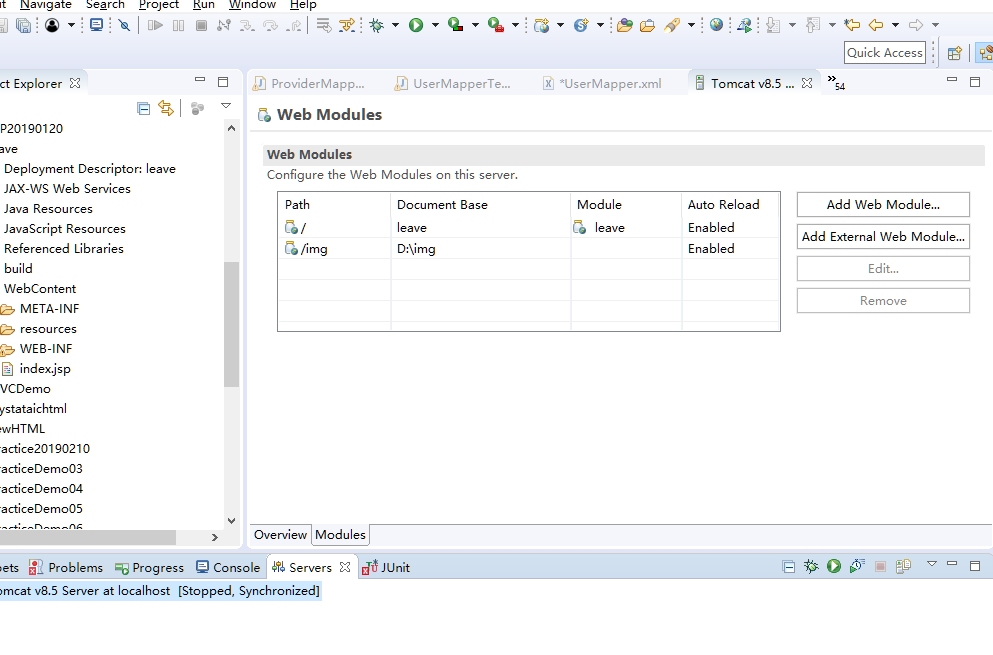 Navigate Search Project Run Window Help
Quick Access
ct Explorer
ProviderMapp... UserMapperTe... *UserMapper.xml Tomcat v8.5 ... »54
P20190120
ave
Deployment Descriptor: leave
JAX-WS Web Services
Java Resources
JavaScript Resources
Referenced Libraries
build
WebContent
META-INF
resources
WEB-INF
index.jsp
VCDemo
ystataichtml
ewHTML
racticе20190210
racticeDemo03
racticeDemo04
racticeDemo05
racticeDemo06
Web Modules
Web Modules
Configure the Web Modules on this server.
Path Document Base Module Auto Reload
/ leave leave Enabled
/img D:\img Enabled
Add Web Module...
Add External Web Module...
Edit...
Remove
Overview Modules
pets Problems Progress Console Servers JUnit
omcat v8.5 Server at localhost [Stopped, Synchronized]